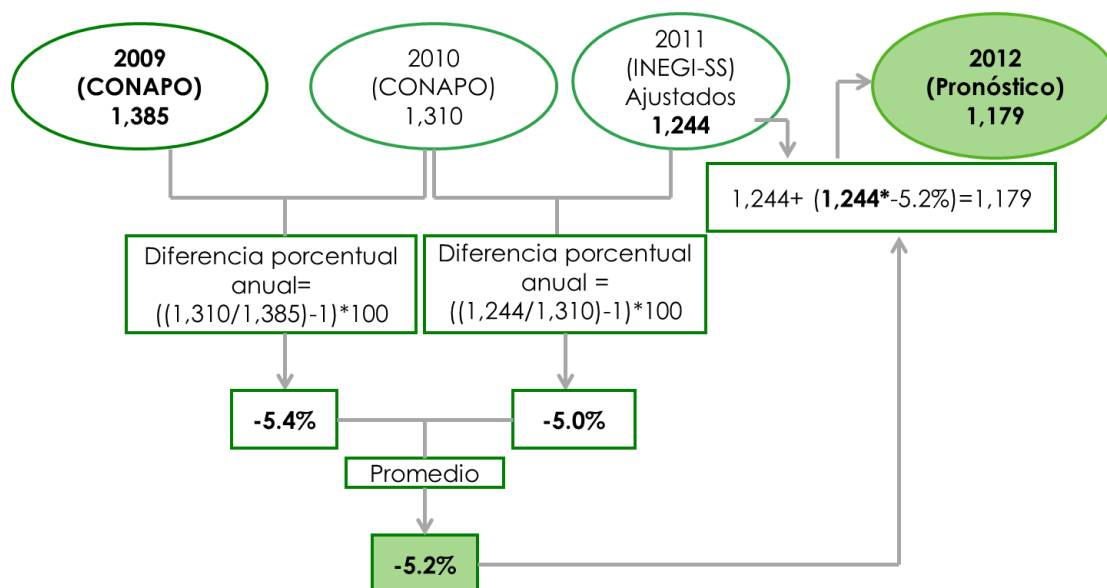 2009
(CONAPO)
1,385
2010
(CONAPO)
1,310
2011
(INEGI-SS)
Ajustados
1,244
2012
(Pronóstico)
1,179
1,244+ (1,244*-5.2%)=1,179
Diferencia porcentual
anual=
((1,310/1,385)-1)*100
Diferencia porcentual
anual =
((1,244/1,310)-1)*100
-5.4%
-5.0%
Promedio
-5.2%